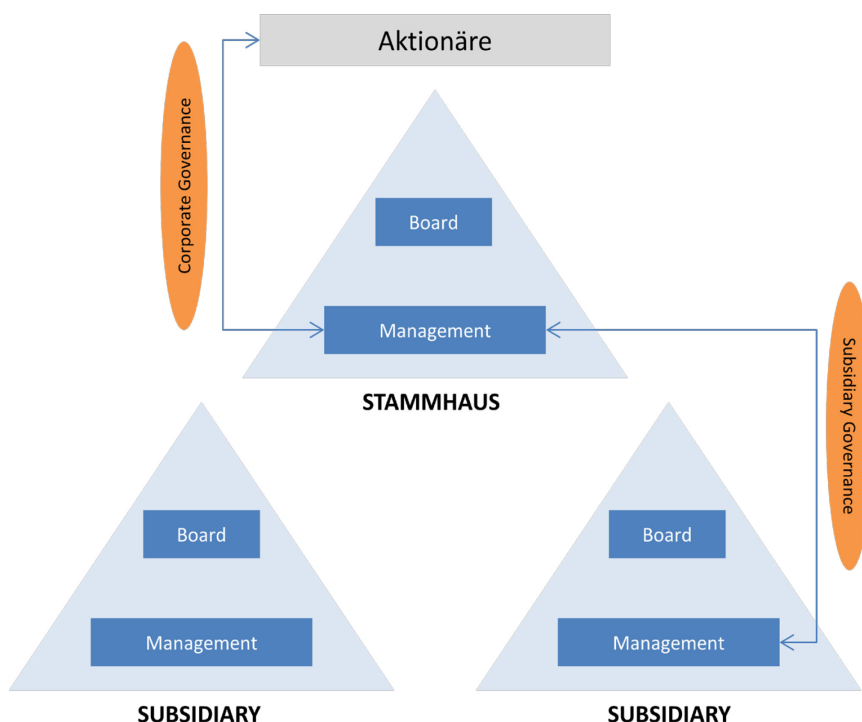 Aktionäre
Corporate Governance
Board
Management
STAMMHAUS
Subsidiary Governance
Board
Management
SUBSIDIARY
Board
Management
SUBSIDIARY